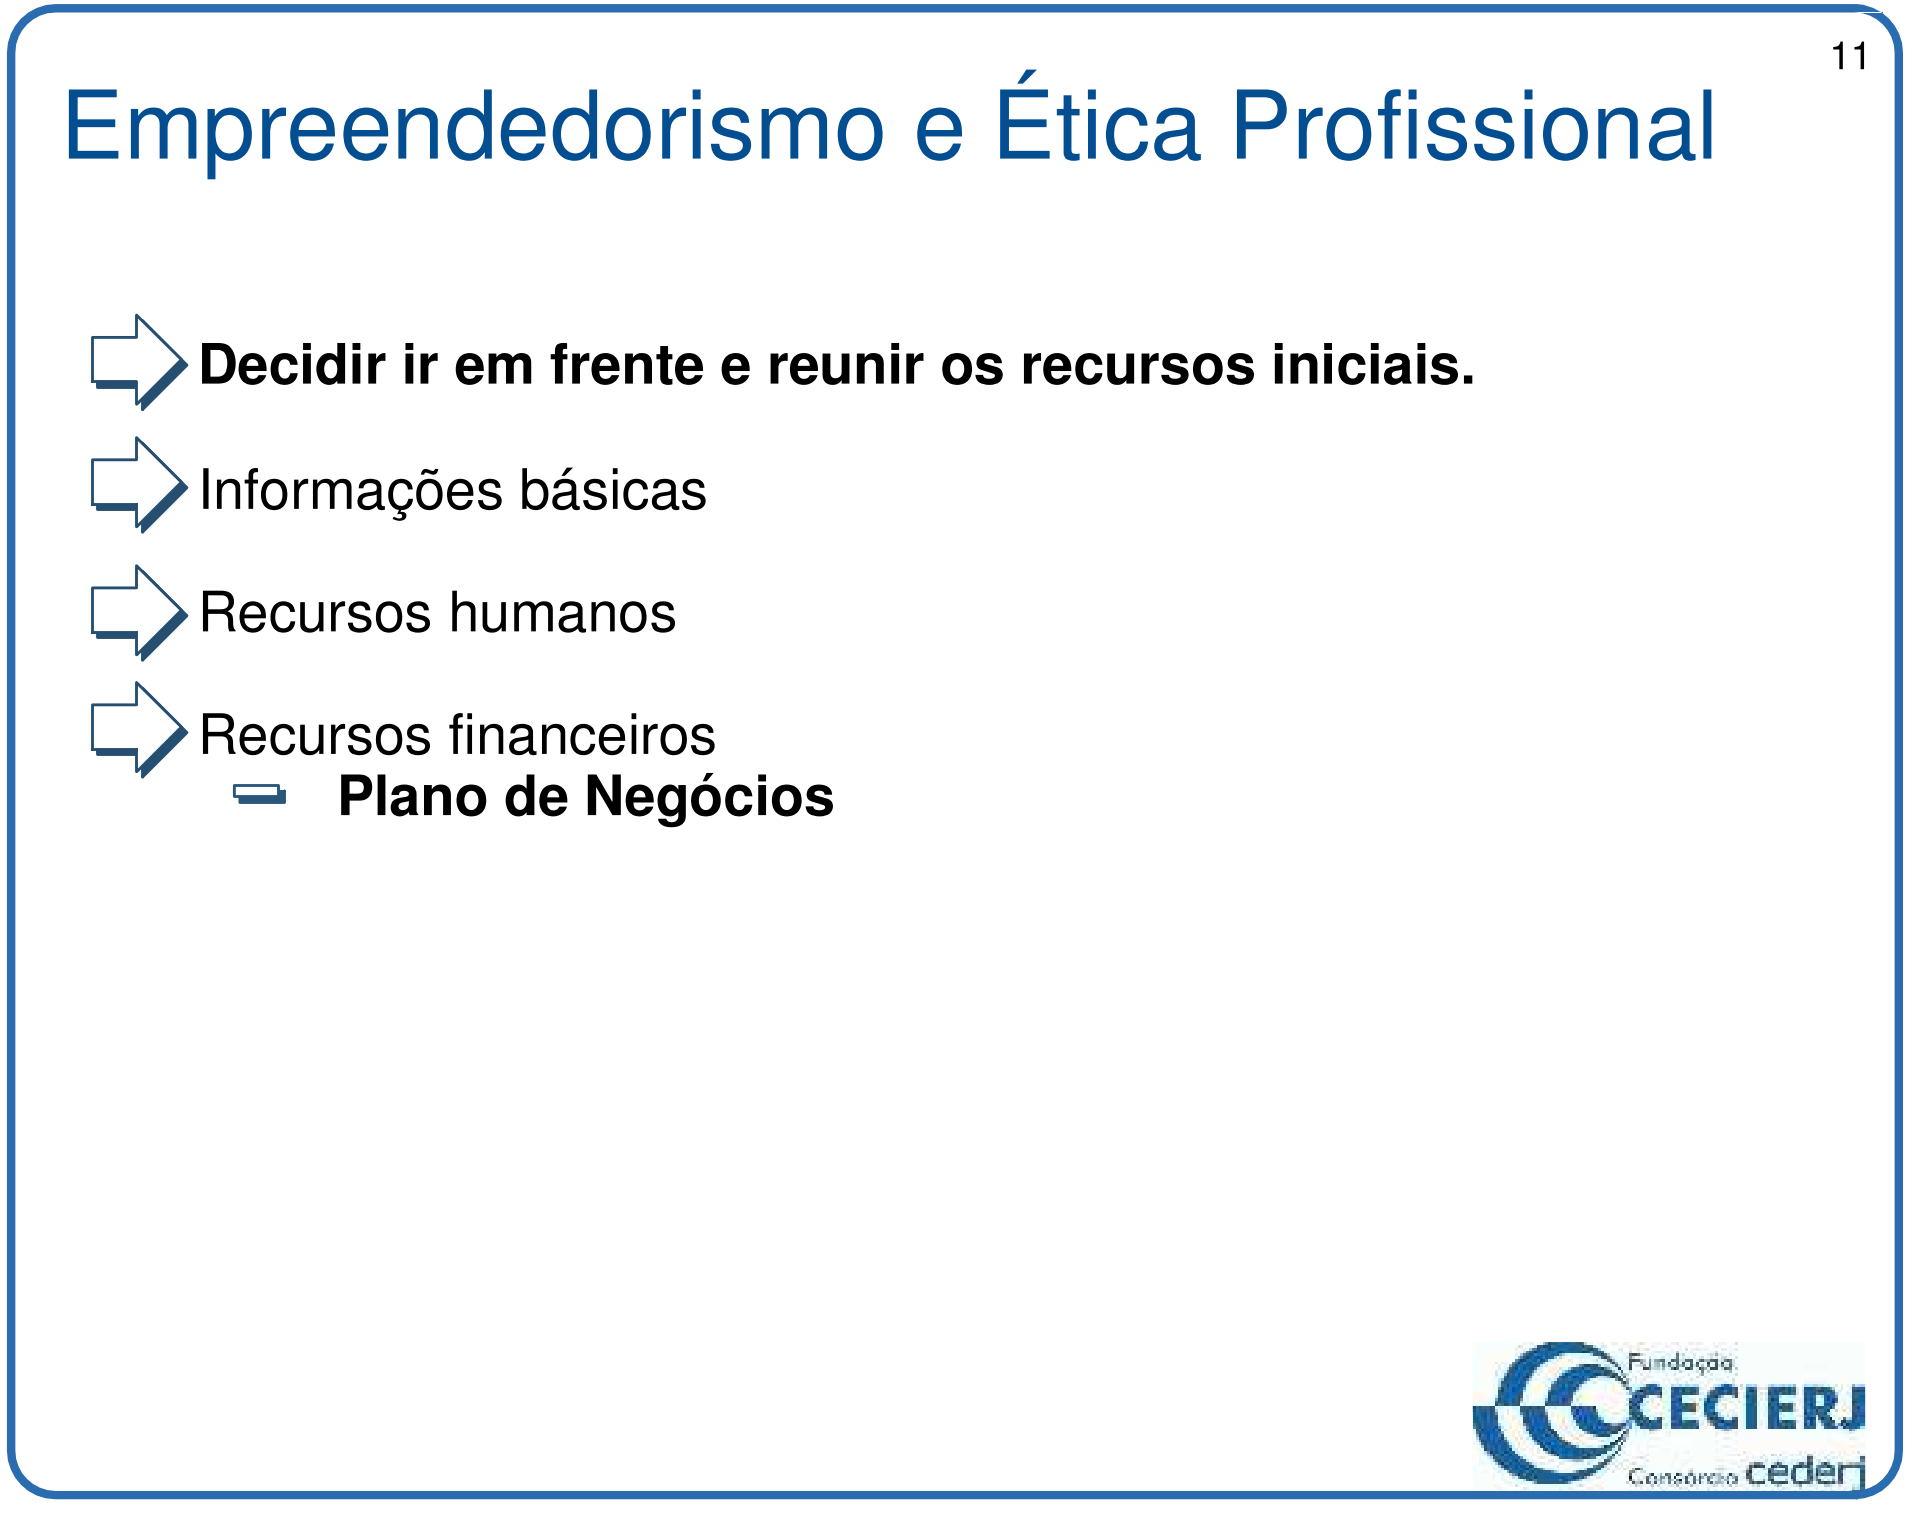 11
Empreendedorismo e Ética Profissional
Decidir ir em frente e reunir os recursos iniciais.
Informações básicas
Recursos humanos
Recursos financeiros
Plano de Negócios
Fundação
CECIERJ
Consórcio cederj